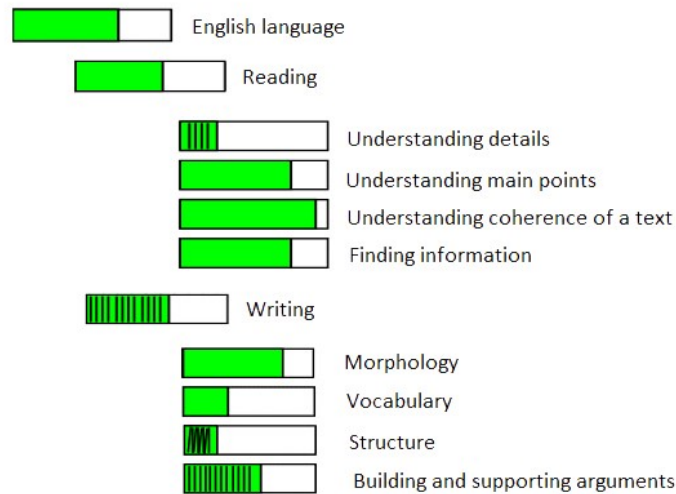 English language
Reading
Understanding details
Understanding main points
Understanding coherence of a text
Finding information
Writing
Morphology
Vocabulary
Structure
Building and supporting arguments